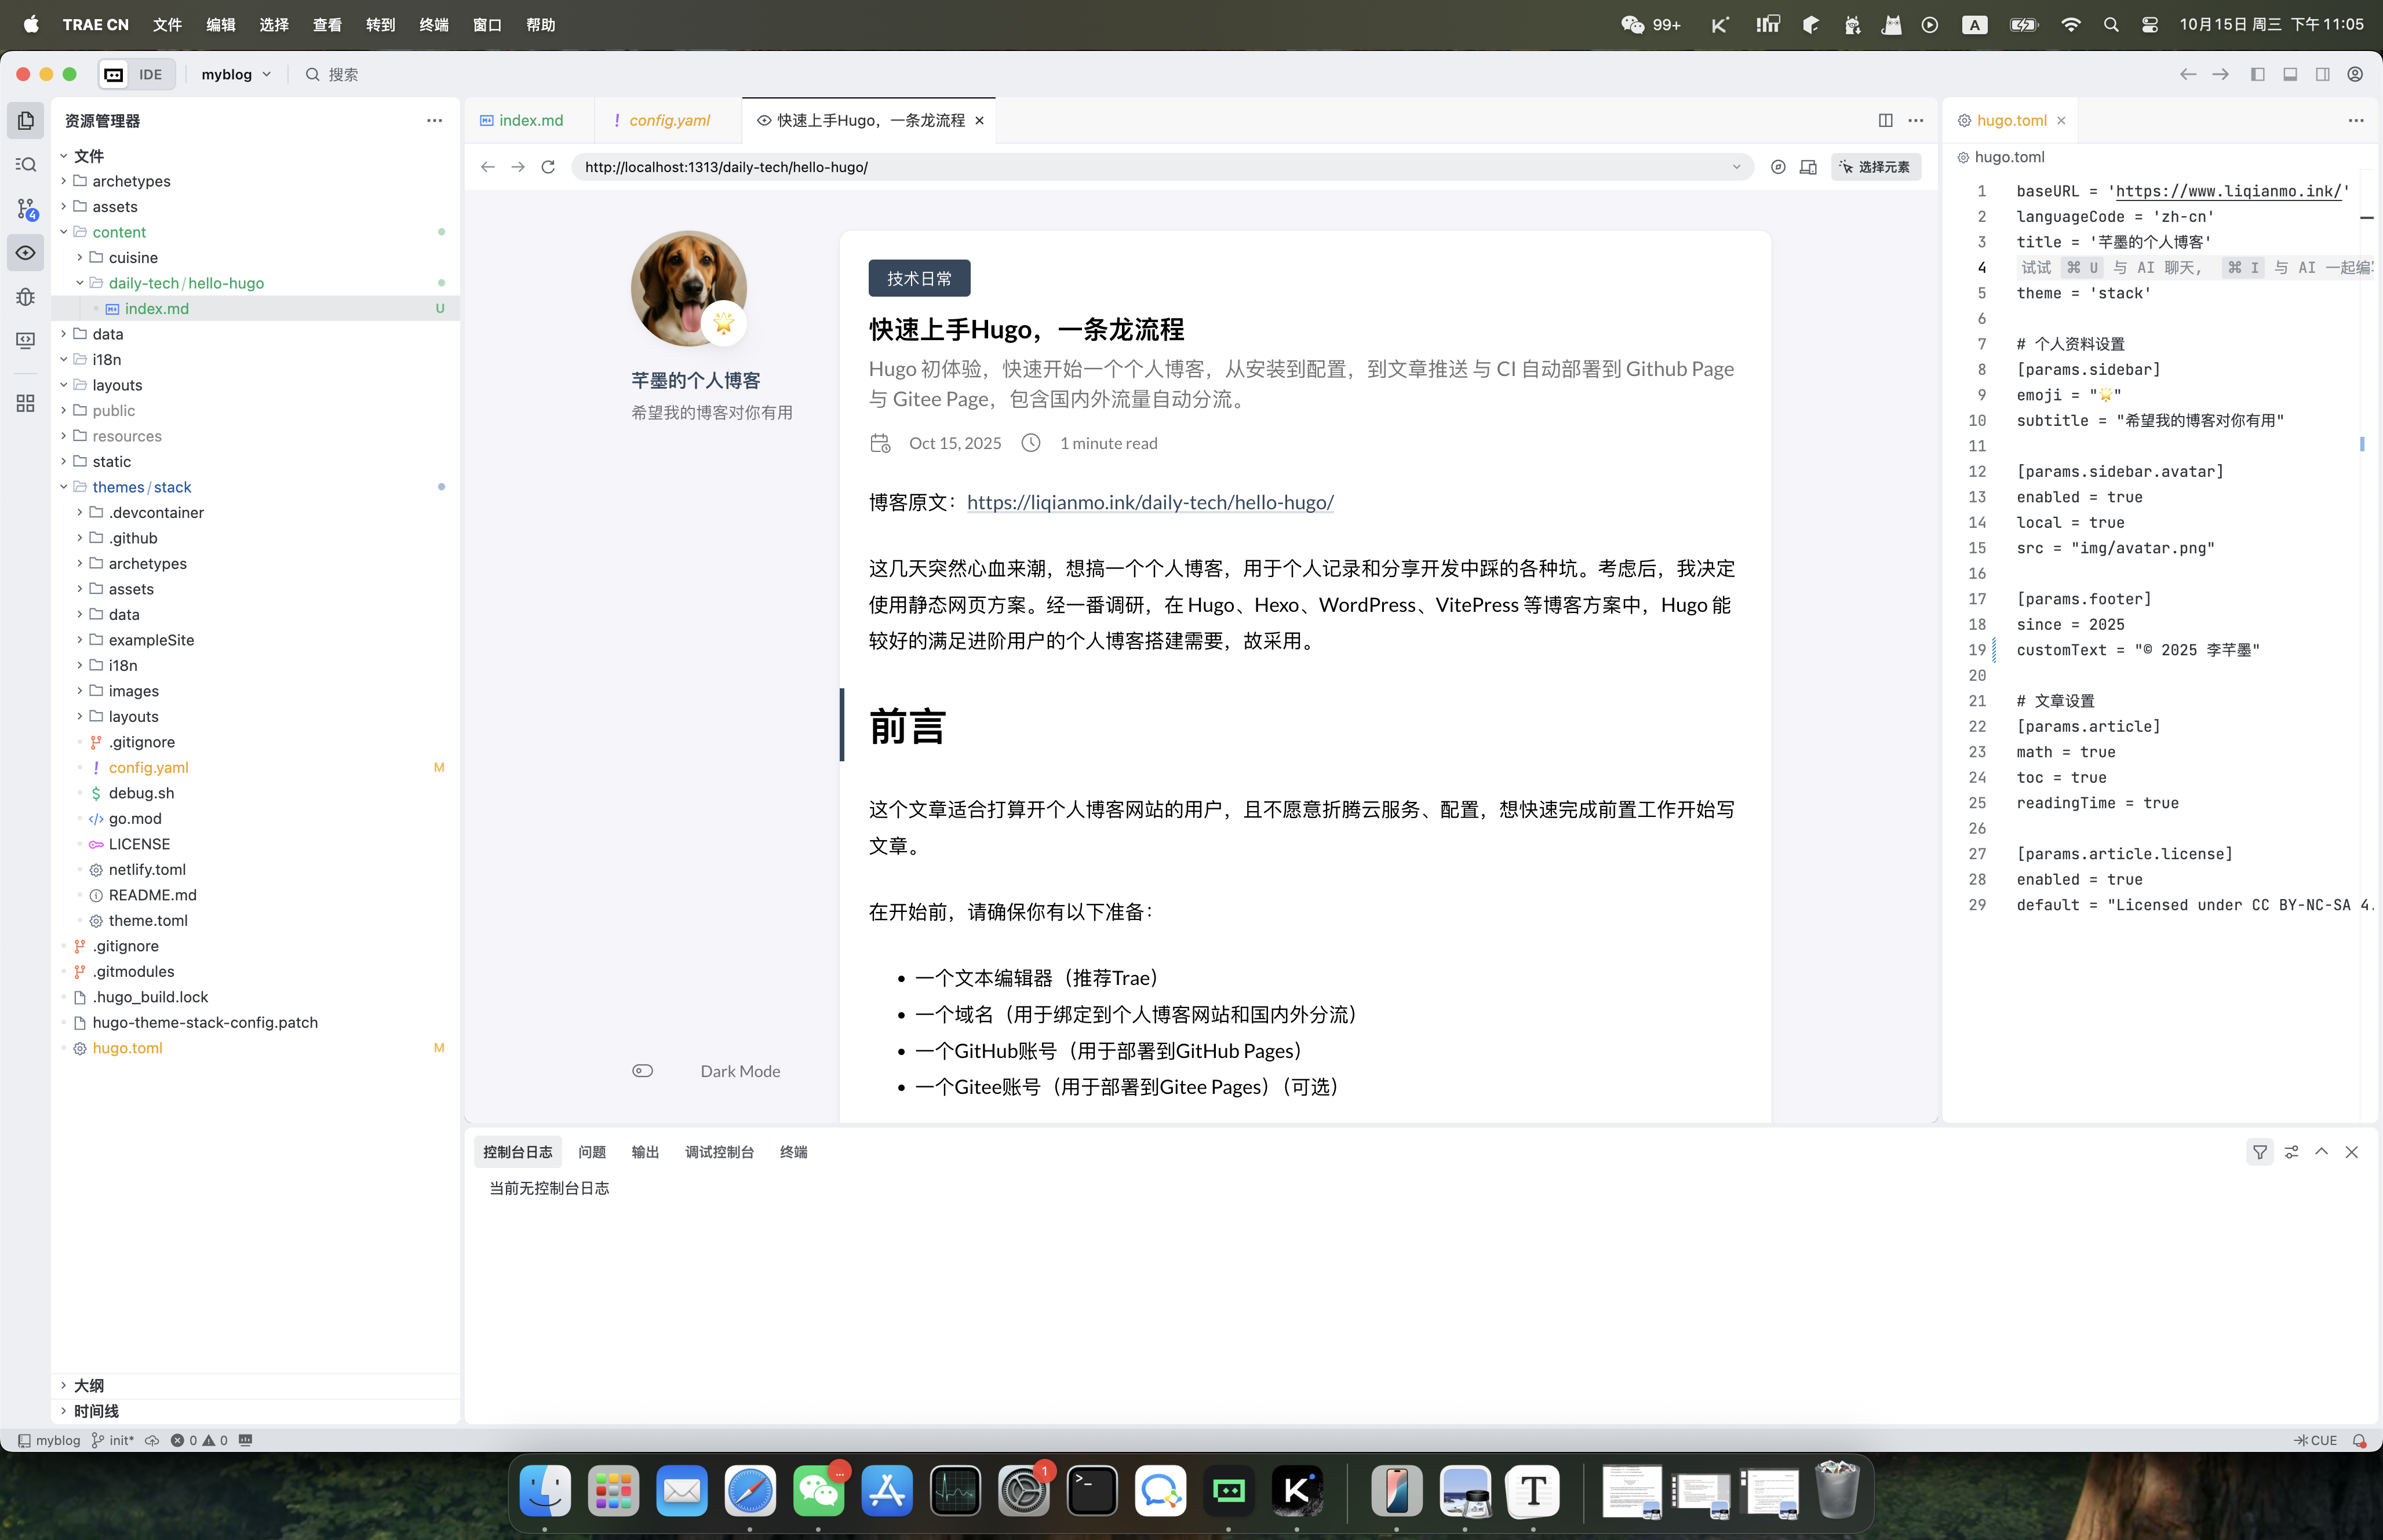 TRAE CN 文件 编辑 选择 查看 转到 终端 窗口 帮助
99+ A 10月15日 周三 下午 11:05
IDE myblog 搜索
资源管理器
文件
archetypes
assets
content
cuisine
daily-tech/hello-hugo
index.md U
data
i18n
layouts
public
resources
static
themes/stack
.devcontainer
.github
archetypes
assets
data
exampleSite
i18n
images
layouts
.gitignore
config.yaml M
debug.sh
go.mod
LICENSE
netlify.toml
README.md
theme.toml
.gitignore
.gitmodules
.hugo_build.lock
hugo-theme-stack-config.patch
hugo.toml M
大纲
时间线
4
index.md
! config.yaml
快速上手Hugo，一条龙流程
http://localhost:1313/daily-tech/hello-hugo/
选择元素
芊墨的个人博客
希望我的博客对你有用
Dark Mode
技术日常
快速上手Hugo，一条龙流程
Hugo 初体验，快速开始一个个人博客，从安装到配置，到文章推送 与 CI 自动部署到 Github Page
与 Gitee Page，包含国内外流量自动分流。
Oct 15, 2025 1 minute read
博客原文：https://liqianmo.ink/daily-tech/hello-hugo/
这几天突然心血来潮，想搞一个个人博客，用于个人记录和分享开发中踩的各种坑。考虑后，我决定
使用静态网页方案。经一番调研，在 Hugo、Hexo、WordPress、VitePress 等博客方案中，Hugo 能
较好的满足进阶用户的个人博客搭建需要，故采用。
前言
这个文章适合打算开个人博客网站的用户，且不愿意折腾云服务、配置，想快速完成前置工作开始写
文章。
在开始前，请确保你有以下准备：
• 一个文本编辑器（推荐Trae）
• 一个域名（用于绑定到个人博客网站和国内外分流）
• 一个GitHub账号（用于部署到GitHub Pages）
• 一个Gitee账号（用于部署到Gitee Pages）（可选）
hugo.toml
hugo.toml
1 baseURL = 'https://www.liqianmo.ink/'
2 languageCode = 'zh-cn'
3 title = '芊墨的个人博客'
4 试试 ⌘ U 与 AI 聊天， ⌘ I 与 AI 一起编
5 theme = 'stack'
6
7 # 个人资料设置
8 [params.sidebar]
9 emoji = "🌟"
10 subtitle = "希望我的博客对你有用"
11
12 [params.sidebar.avatar]
13 enabled = true
14 local = true
15 src = "img/avatar.png"
16
17 [params.footer]
18 since = 2025
19 customText = "© 2025 李芊墨"
20
21 # 文章设置
22 [params.article]
23 math = true
24 toc = true
25 readingTime = true
26
27 [params.article.license]
28 enabled = true
29 default = "Licensed under CC BY-NC-SA 4.
控制台日志 问题 输出 调试控制台 终端
当前无控制台日志
myblog init* 0 0
CUE
... 1